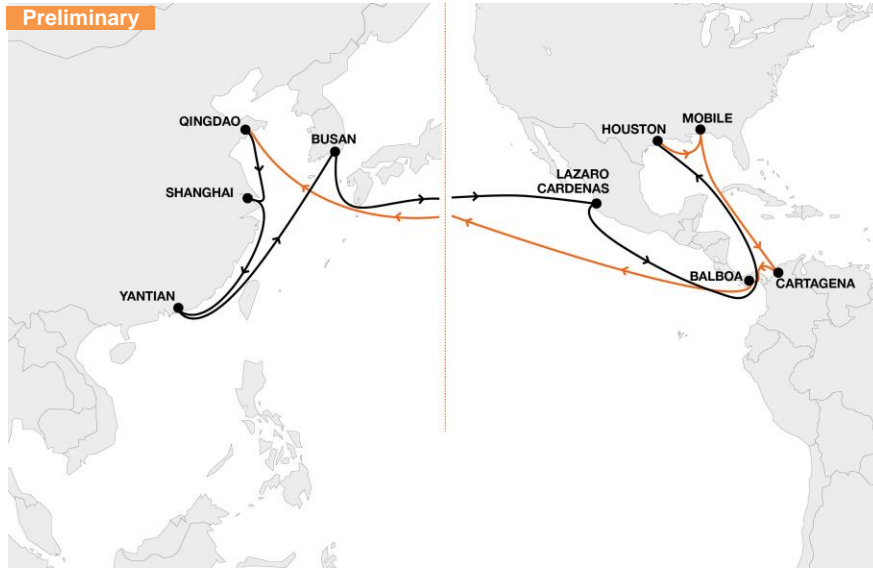 Preliminary
QINGDAO
BUSAN
SHANGHAI
YANTIAN
MOBILE
HOUSTON
LAZARO
CARDENAS
BALBOA
CARTAGENA